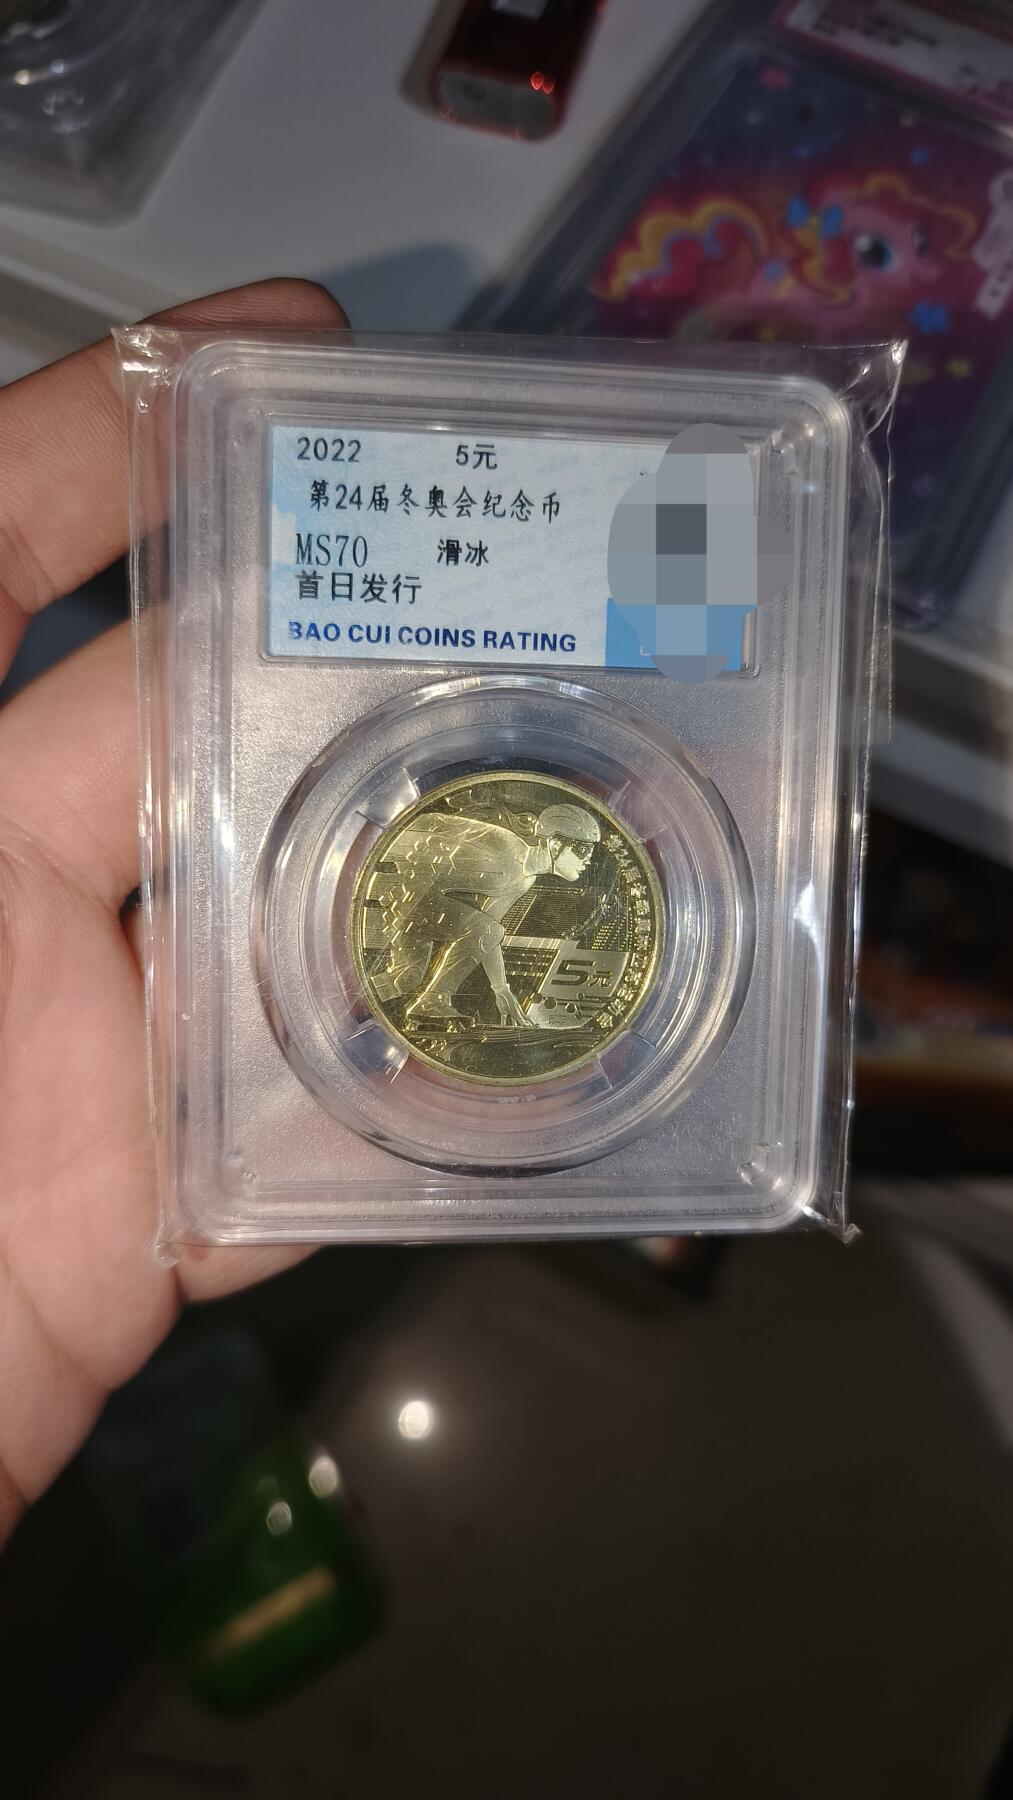 2022 5元
第24届冬奥会纪念币
MS70 滑冰
首日发行
BAO CUI COINS RATING
5元